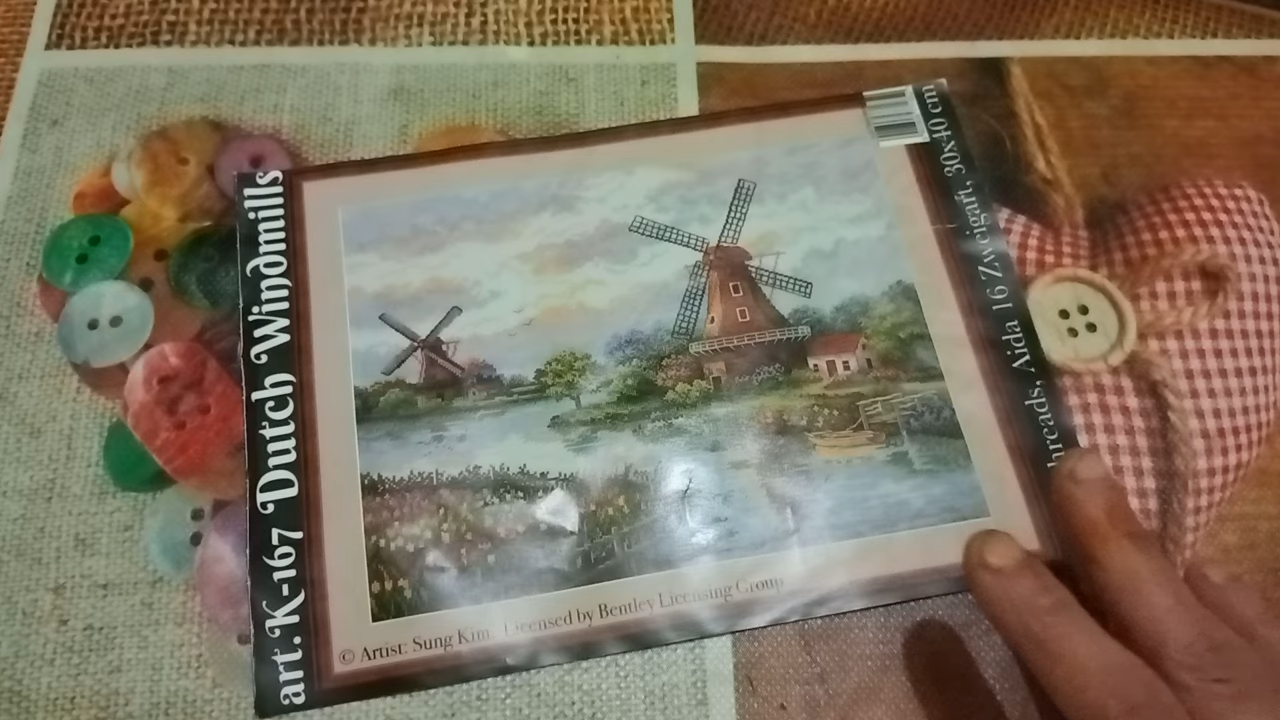 art.K-167 Dutch Windmills
hreads, Aida 16 Zweigart, 30x40 cm
© Artist: Sung Kim Licensed by Bentley Licensing Group